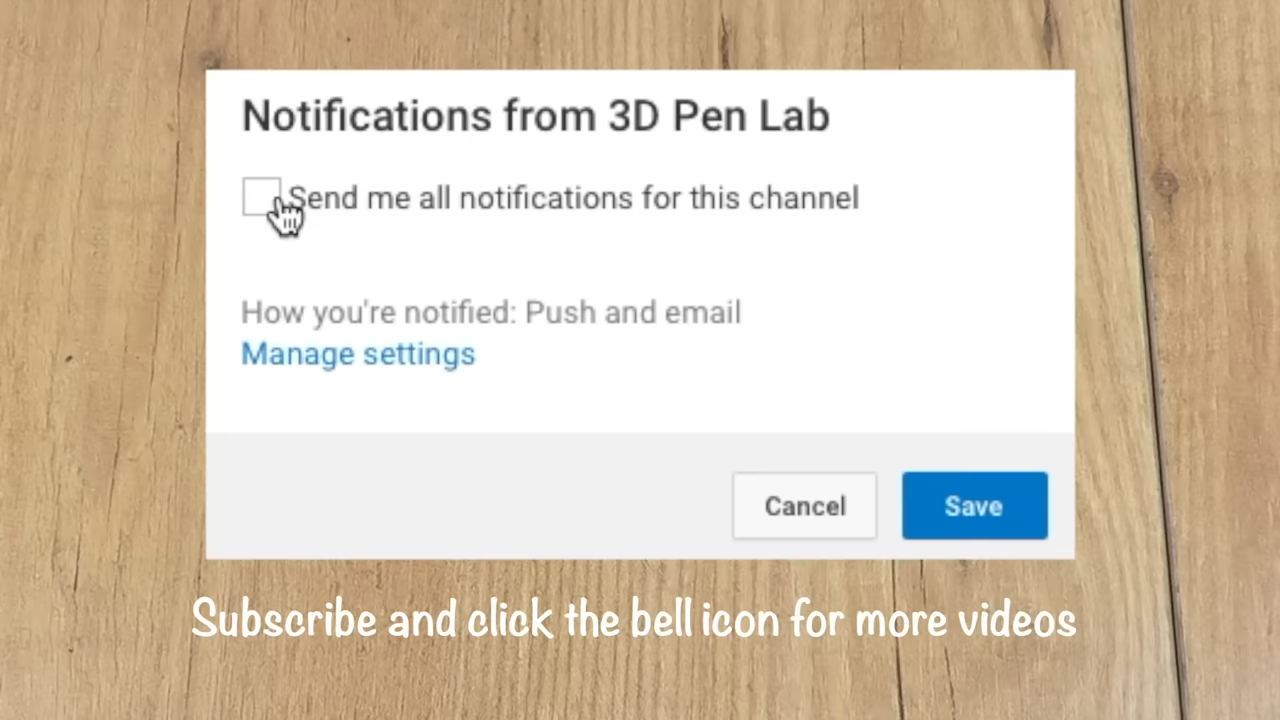 Notifications from 3D Pen Lab
Send me all notifications for this channel
How you're notified: Push and email
Manage settings
Cancel
Save
Subscribe and click the bell icon for more videos